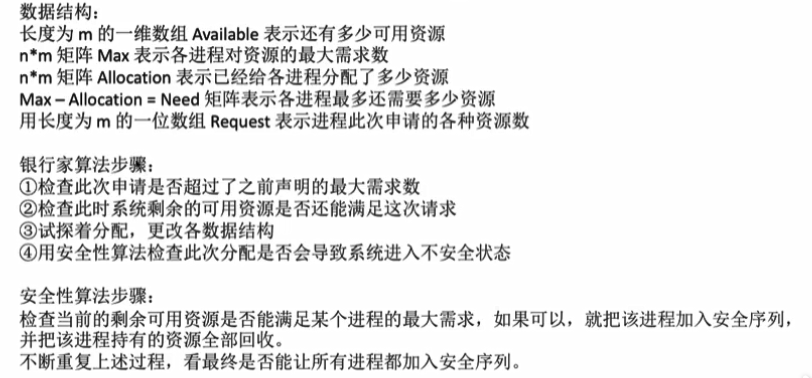 数据结构：
长度为 m 的一维数组 Available 表示还有多少可用资源
n*m 矩阵 Max 表示各进程对资源的最大需求数
n*m 矩阵 Allocation 表示已经给各进程分配了多少资源
Max – Allocation = Need 矩阵表示各进程最多还需要多少资源
用长度为 m 的一位数组 Request 表示进程此次申请的各种资源数
银行家算法步骤：
①检查此次申请是否超过了之前声明的最大需求数
②检查此时系统剩余的可用资源是否还能满足这次请求
③试探着分配，更改各数据结构
④用安全性算法检查此次分配是否会导致系统进入不安全状态
安全性算法步骤：
检查当前的剩余可用资源是否能满足某个进程的最大需求，如果可以，就把该进程加入安全序列，
并把该进程持有的资源全部回收。
不断重复上述过程，看最终是否能让所有进程都加入安全序列。